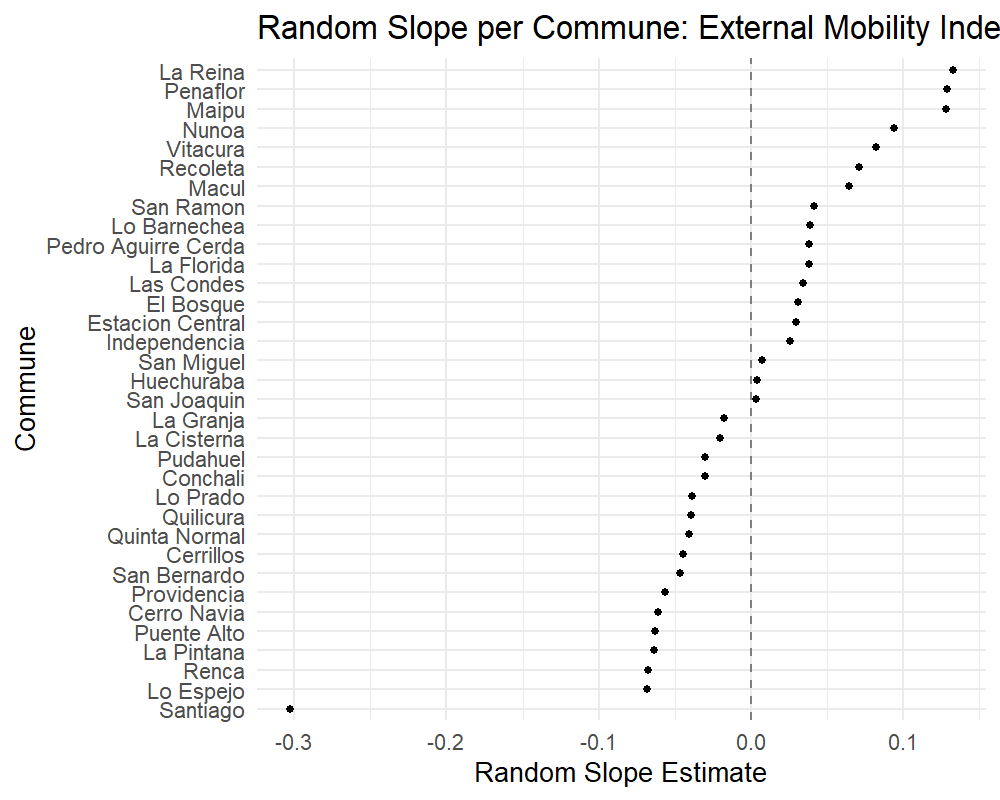 Random Slope per Commune: External Mobility Inde
La Reina
Penaflor
Maipu
Nunoa
Vitacura
Recoleta
Macul
San Ramon
Lo Barnechea
Pedro Aguirre Cerda
La Florida
Las Condes
El Bosque
Estacion Central
Independencia
San Miguel
Huechuraba
San Joaquin
La Granja
La Cisterna
Pudahuel
Conchali
Lo Prado
Quilicura
Quinta Normal
Cerrillos
San Bernardo
Providencia
Cerro Navia
Puente Alto
La Pintana
Renca
Lo Espejo
Santiago
Commune
-0.3 -0.2 -0.1 0.0 0.1
Random Slope Estimate